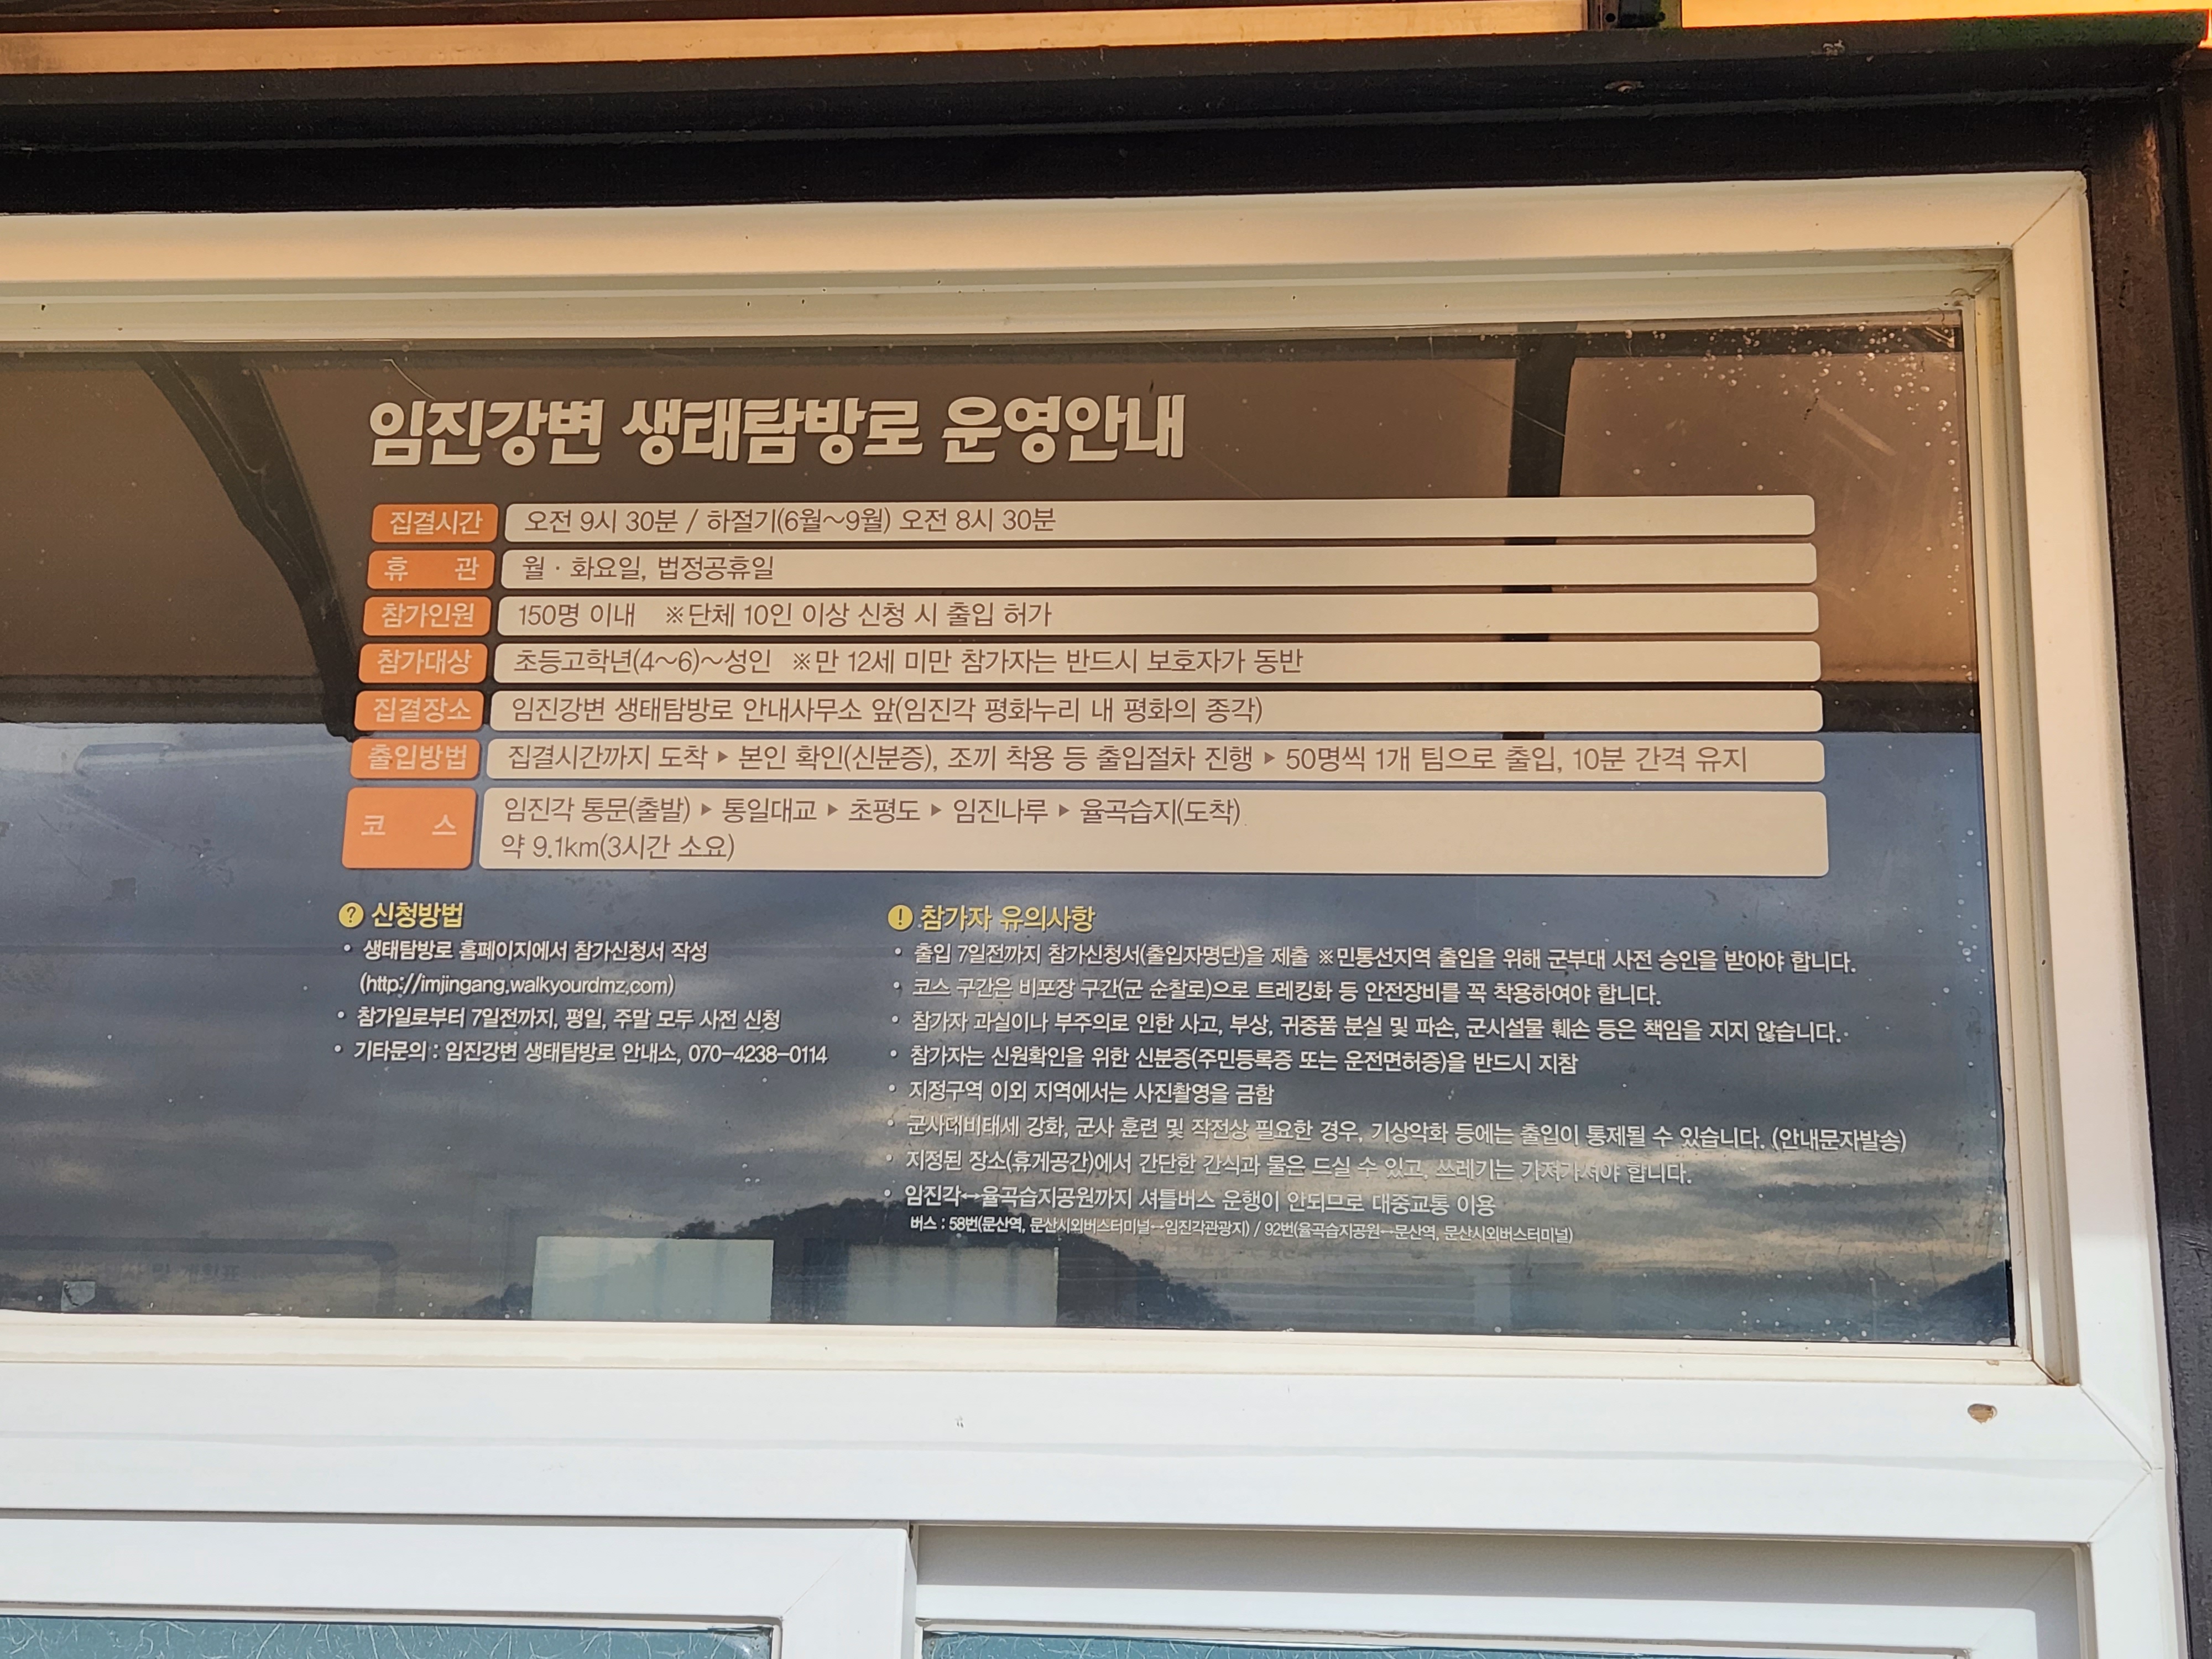 임진강변 생태탐방로 운영안내
집결시간 오전 9시 30분 / 하절기(6월~9월) 오전 8시 30분
휴 관 월 · 화요일, 법정공휴일
참가인원 150명 이내 ※단체 10인 이상 신청 시 출입 허가
참가대상 초등고학년(4~6)~성인 ※만 12세 미만 참가자는 반드시 보호자가 동반
집결장소 임진강변 생태탐방로 안내사무소 앞(임진각 평화누리 내 평화의 종각)
출입방법 집결시간까지 도착 ▸ 본인 확인(신분증), 조끼 착용 등 출입절차 진행 ▸ 50명씩 1개 팀으로 출입, 10분 간격 유지
코 스 임진각 통문(출발) ▸ 통일대교 ▸ 초평도 ▸ 임진나루 ▸ 율곡습지(도착)
약 9.1km(3시간 소요)
? 신청방법
• 생태탐방로 홈페이지에서 참가신청서 작성
(http://imjingang.walkyourdmz.com)
• 참가일로부터 7일전까지, 평일, 주말 모두 사전 신청
• 기타문의 : 임진강변 생태탐방로 안내소, 070-4238-0114
! 참가자 유의사항
• 출입 7일전까지 참가신청서(출입자명단)을 제출 ※민통선지역 출입을 위해 군부대 사전 승인을 받아야 합니다.
• 코스 구간은 비포장 구간(군 순찰로)으로 트레킹화 등 안전장비를 꼭 착용하여야 합니다.
• 참가자 과실이나 부주의로 인한 사고, 부상, 귀중품 분실 및 파손, 군시설물 훼손 등은 책임을 지지 않습니다.
• 참가자는 신원확인을 위한 신분증(주민등록증 또는 운전면허증)을 반드시 지참
• 지정구역 이외 지역에서는 사진촬영을 금함
• 군사대비태세 강화, 군사 훈련 및 작전상 필요한 경우, 기상악화 등에는 출입이 통제될 수 있습니다. (안내문자발송)
• 지정된 장소(휴게공간)에서 간단한 간식과 물은 드실 수 있고, 쓰레기는 가져가셔야 합니다.
• 임진각↔율곡습지공원까지 셔틀버스 운행이 안되므로 대중교통 이용
버스 : 58번(문산역, 문산시외버스터미널↔임진각관광지) / 92번(율곡습지공원↔문산역, 문산시외버스터미널)